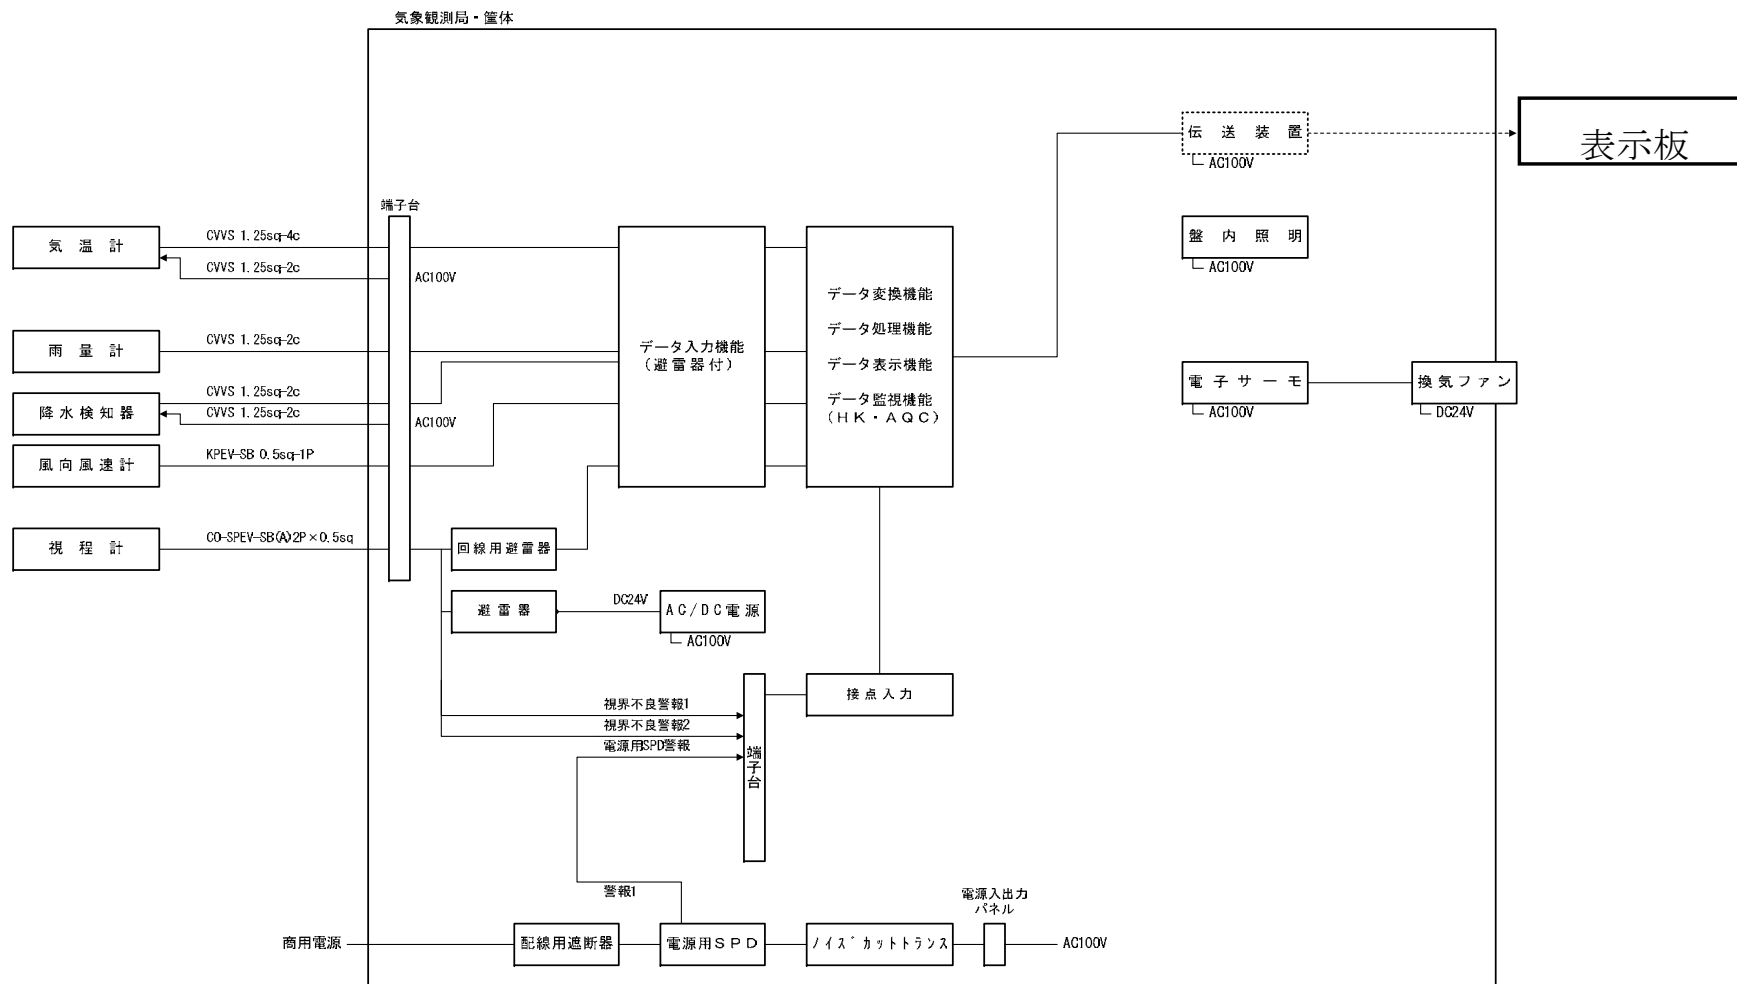 気象観測局・筐体
伝送装置
AC100V
表示板
端子台
気温計
CVVS 1.25sq-4c
CVVS 1.25sq-2c
AC100V
盤内照明
AC100V
雨量計
CVVS 1.25sq-2c
データ入力機能
(避雷器付)
データ変換機能
データ処理機能
データ表示機能
データ監視機能
(HK・AQC)
電子サーモ
AC100V
換気ファン
DC24V
降水検知器
CVVS 1.25sq-2c
CVVS 1.25sq-2c
AC100V
風向風速計
KPEV-SB 0.5sq-1P
視程計
CO-SPEV-SB(A)2P×0.5sq
回線用避雷器
避雷器
DC24V
AC/DC電源
AC100V
視界不良警報1
視界不良警報2
電源用SPD警報
端子台
接点入力
警報1
商用電源
配線用遮断器
電源用SPD
ノイズカットトランス
電源入出力
パネル
AC100V